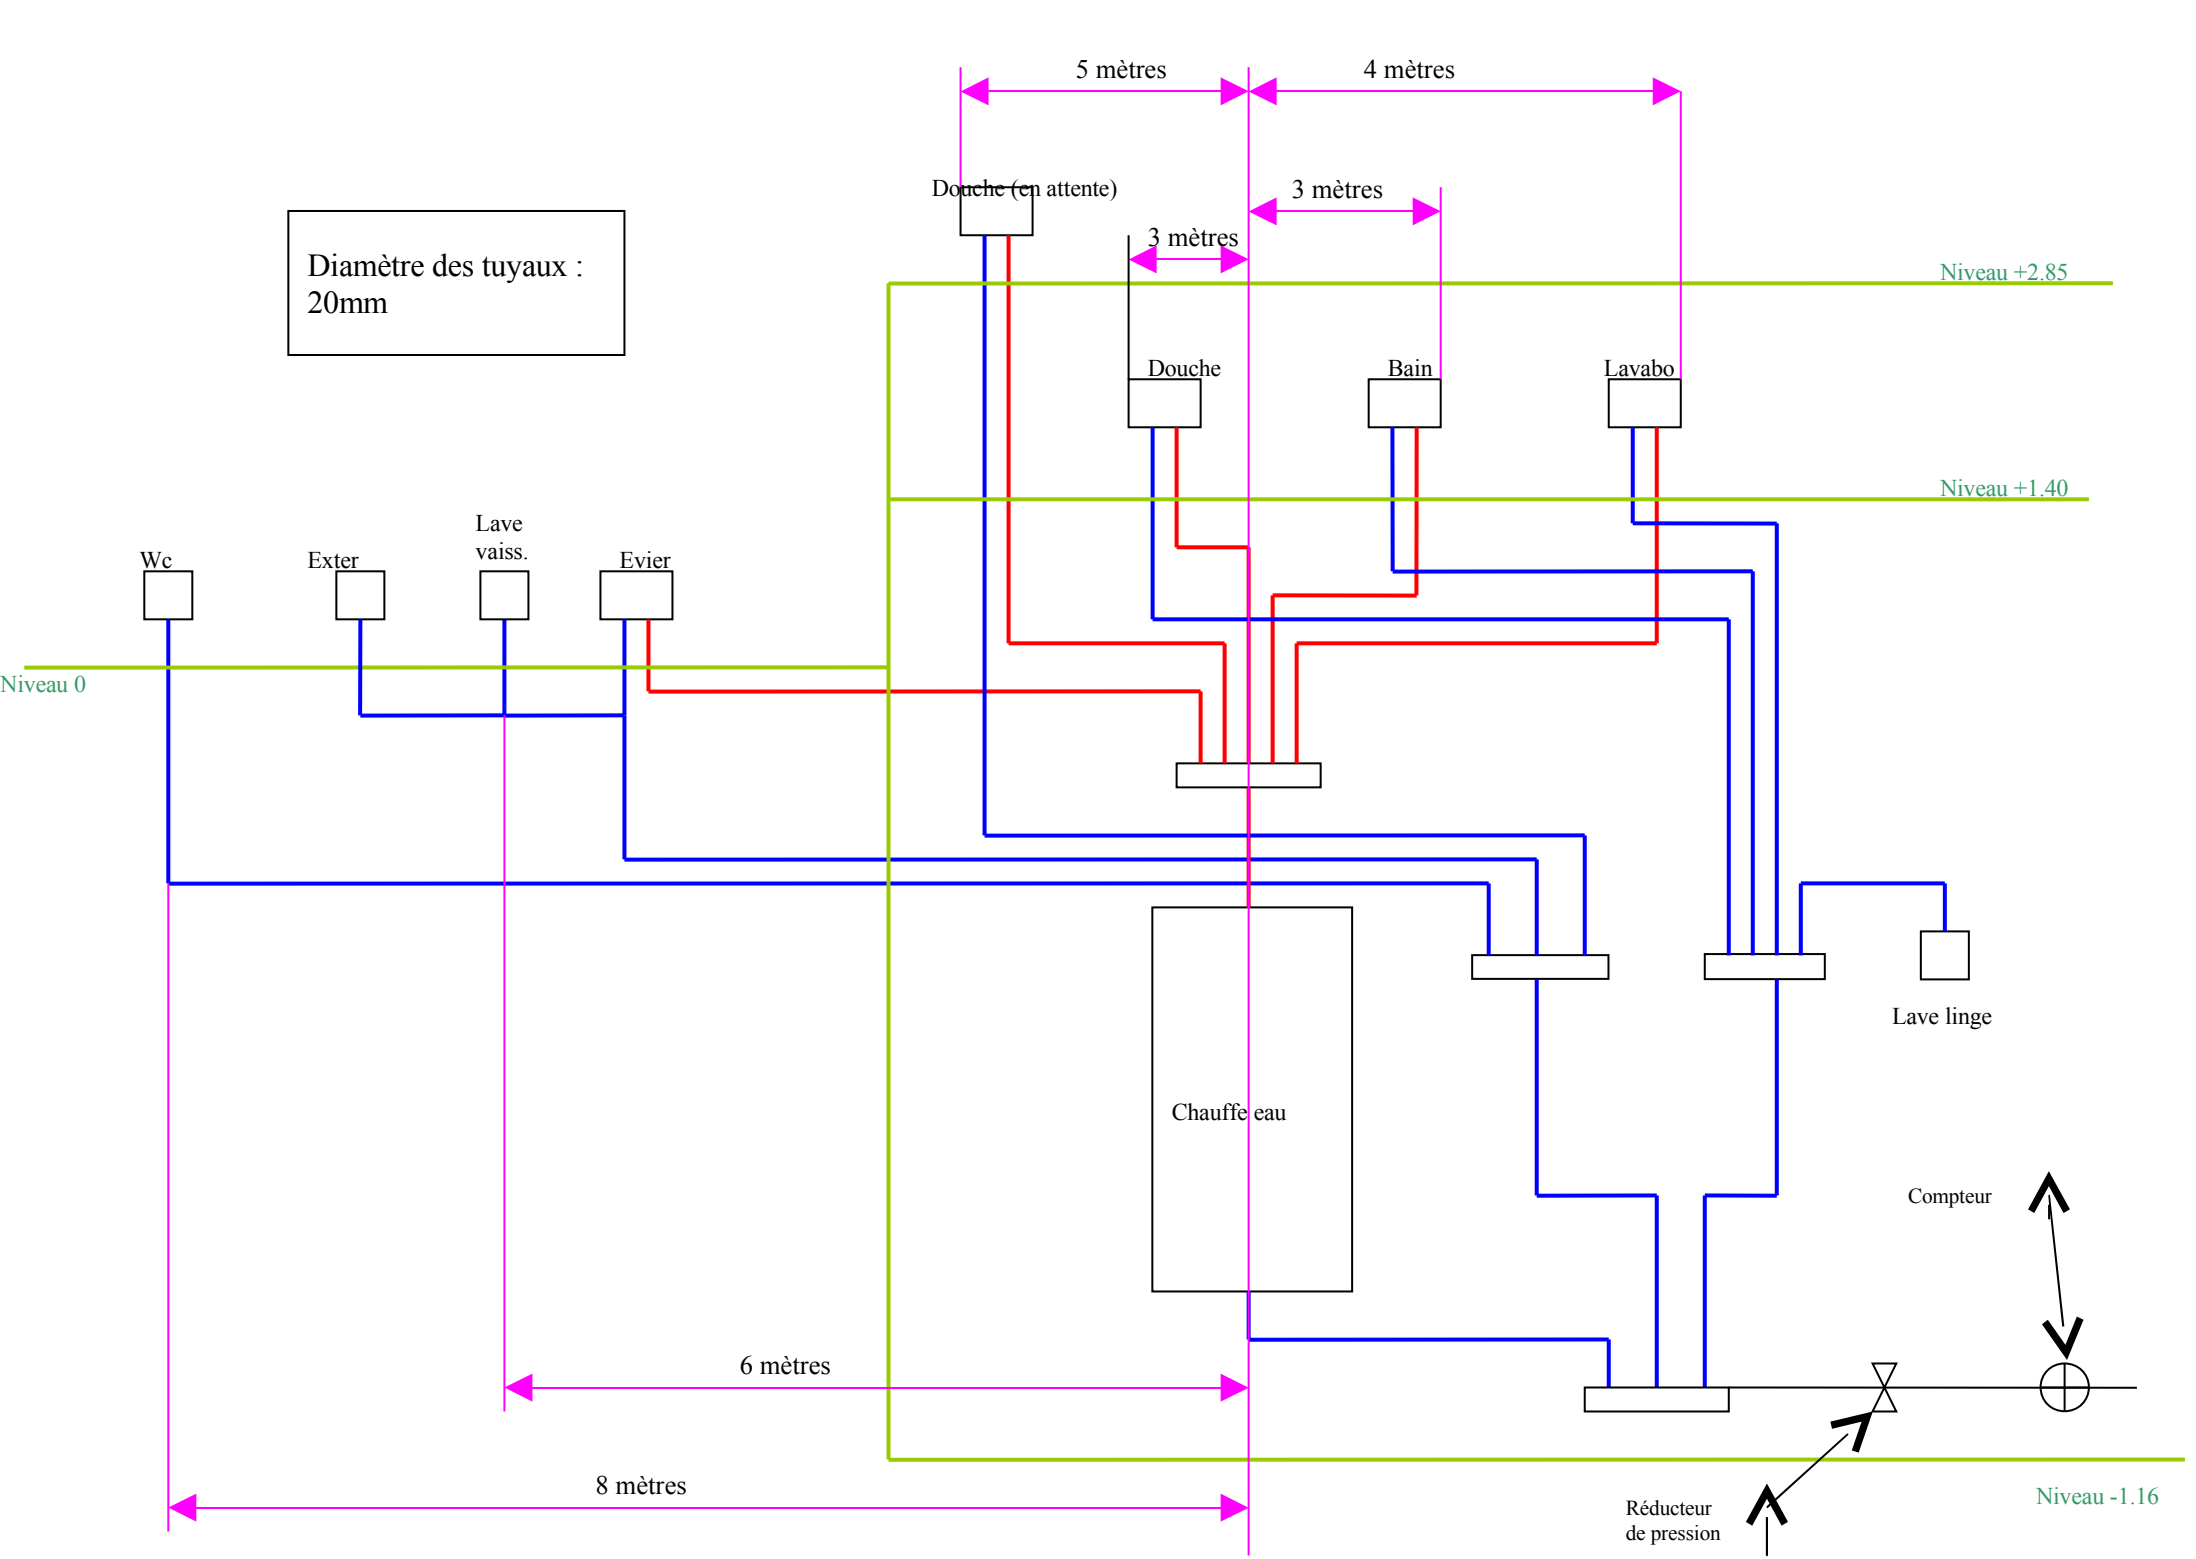 5 mètres
4 mètres
Douche (en attente)
3 mètres
3 mètres
Diamètre des tuyaux :
20mm
Niveau +2.85
Douche
Bain
Lavabo
Niveau +1.40
Lave
vaiss.
Wc
Exter
Evier
Niveau 0
Lave linge
Chauffe eau
Compteur
6 mètres
8 mètres
Niveau -1.16
Réducteur
de pression